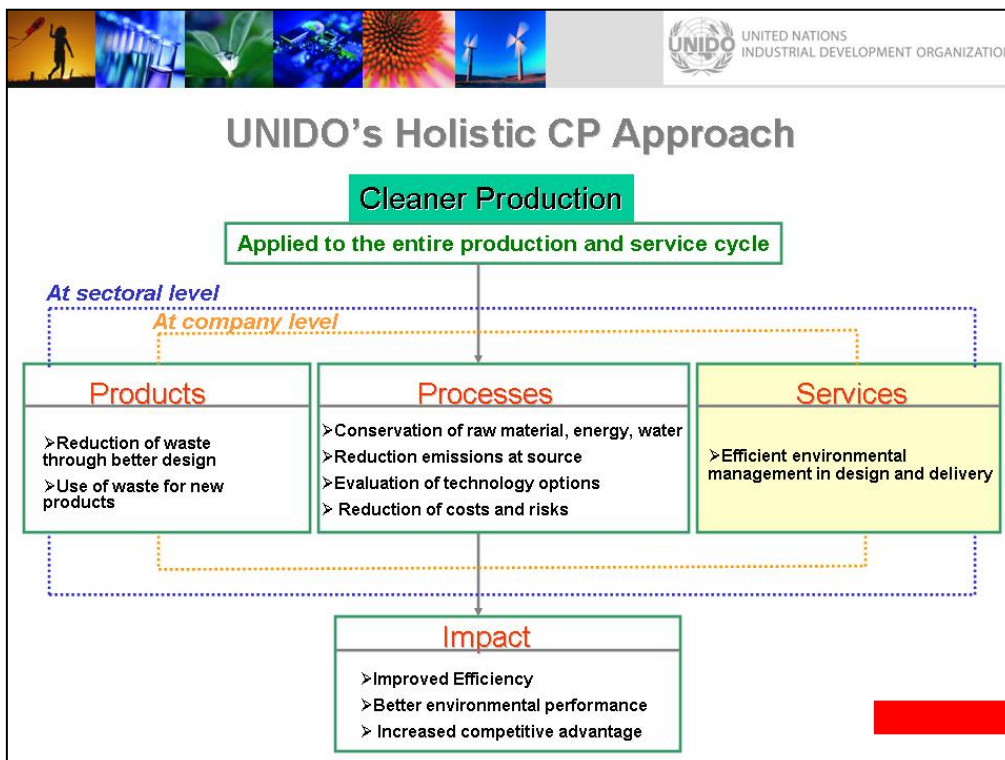 UNIDO
UNITED NATIONS
INDUSTRIAL DEVELOPMENT ORGANIZATION
UNIDO's Holistic CP Approach
Cleaner Production
Applied to the entire production and service cycle
At sectoral level
At company level
Products
➢Reduction of waste
through better design
➢Use of waste for new
products
Processes
➢Conservation of raw material, energy, water
➢Reduction emissions at source
➢Evaluation of technology options
➢ Reduction of costs and risks
Services
➢Efficient environmental
management in design and delivery
Impact
➢Improved Efficiency
➢Better environmental performance
➢ Increased competitive advantage